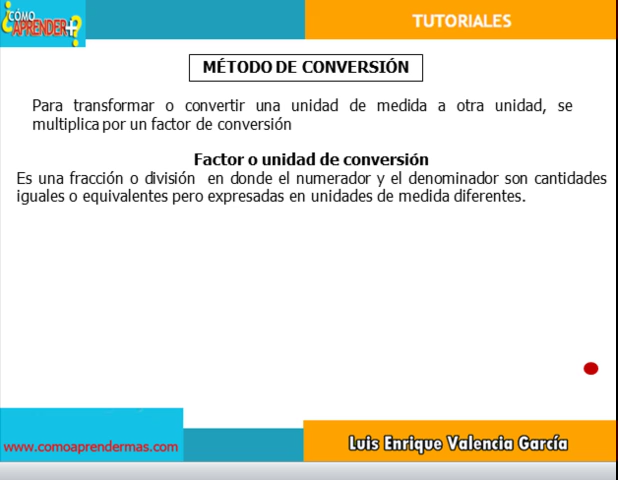 ¿CÓMO
APRENDER+?
TUTORIALES
MÉTODO DE CONVERSIÓN
Para transformar o convertir una unidad de medida a otra unidad, se
multiplica por un factor de conversión
Factor o unidad de conversión
Es una fracción o división en donde el numerador y el denominador son cantidades
iguales o equivalentes pero expresadas en unidades de medida diferentes.
www.comoaprendermas.com
Luis Enrique Valencia García